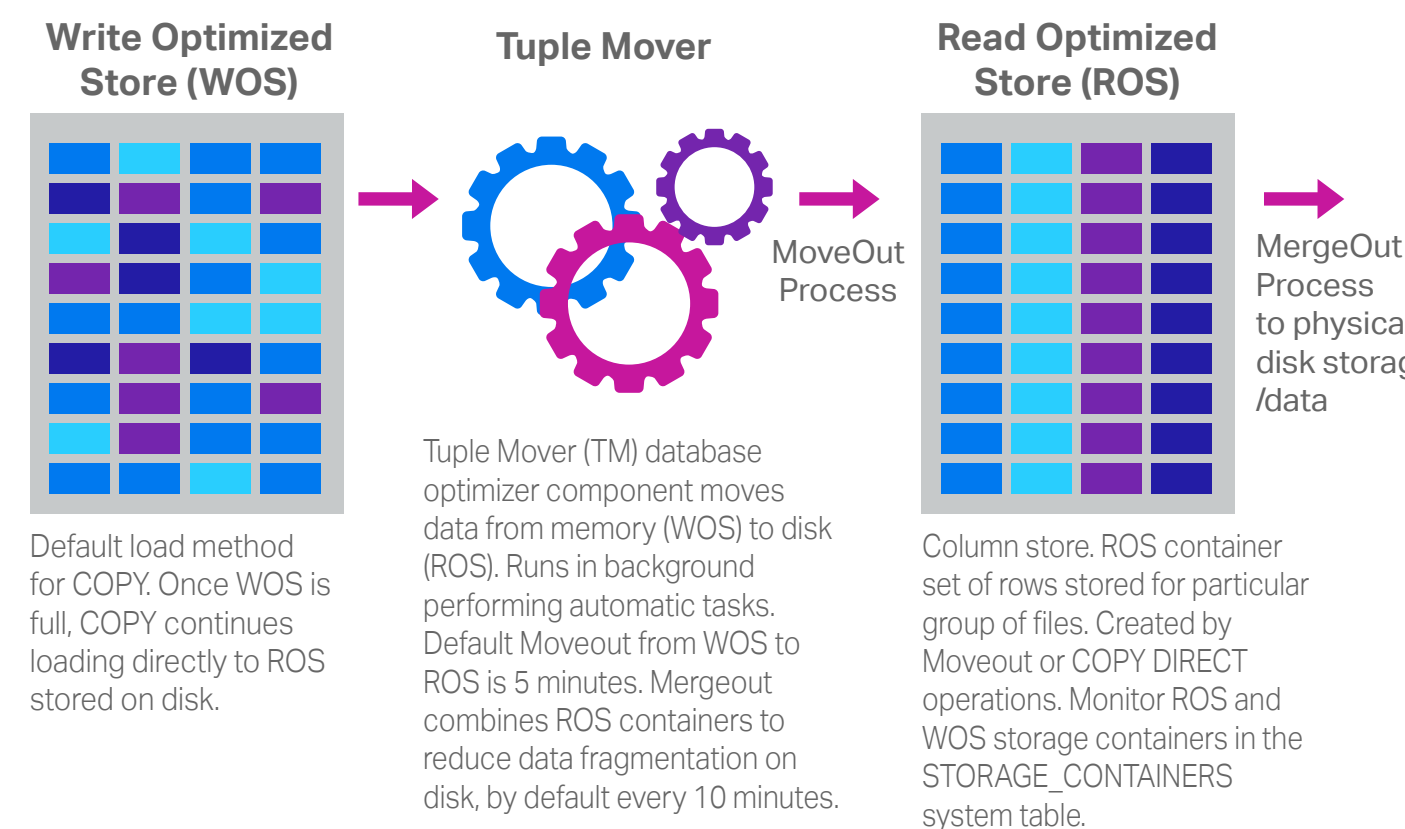 Write Optimized
Store (WOS)
Default load method
for COPY. Once WOS is
full, COPY continues
loading directly to ROS
stored on disk.
Tuple Mover
Tuple Mover (TM) database
optimizer component moves
data from memory (WOS) to disk
(ROS). Runs in background
performing automatic tasks.
Default Moveout from WOS to
ROS is 5 minutes. Mergeout
combines ROS containers to
reduce data fragmentation on
disk, by default every 10 minutes.
MoveOut
Process
Read Optimized
Store (ROS)
Column store. ROS container
set of rows stored for particular
group of files. Created by
Moveout or COPY DIRECT
operations. Monitor ROS and
WOS storage containers in the
STORAGE_CONTAINERS
system table.
MergeOut
Process
to physica
disk storag
/data